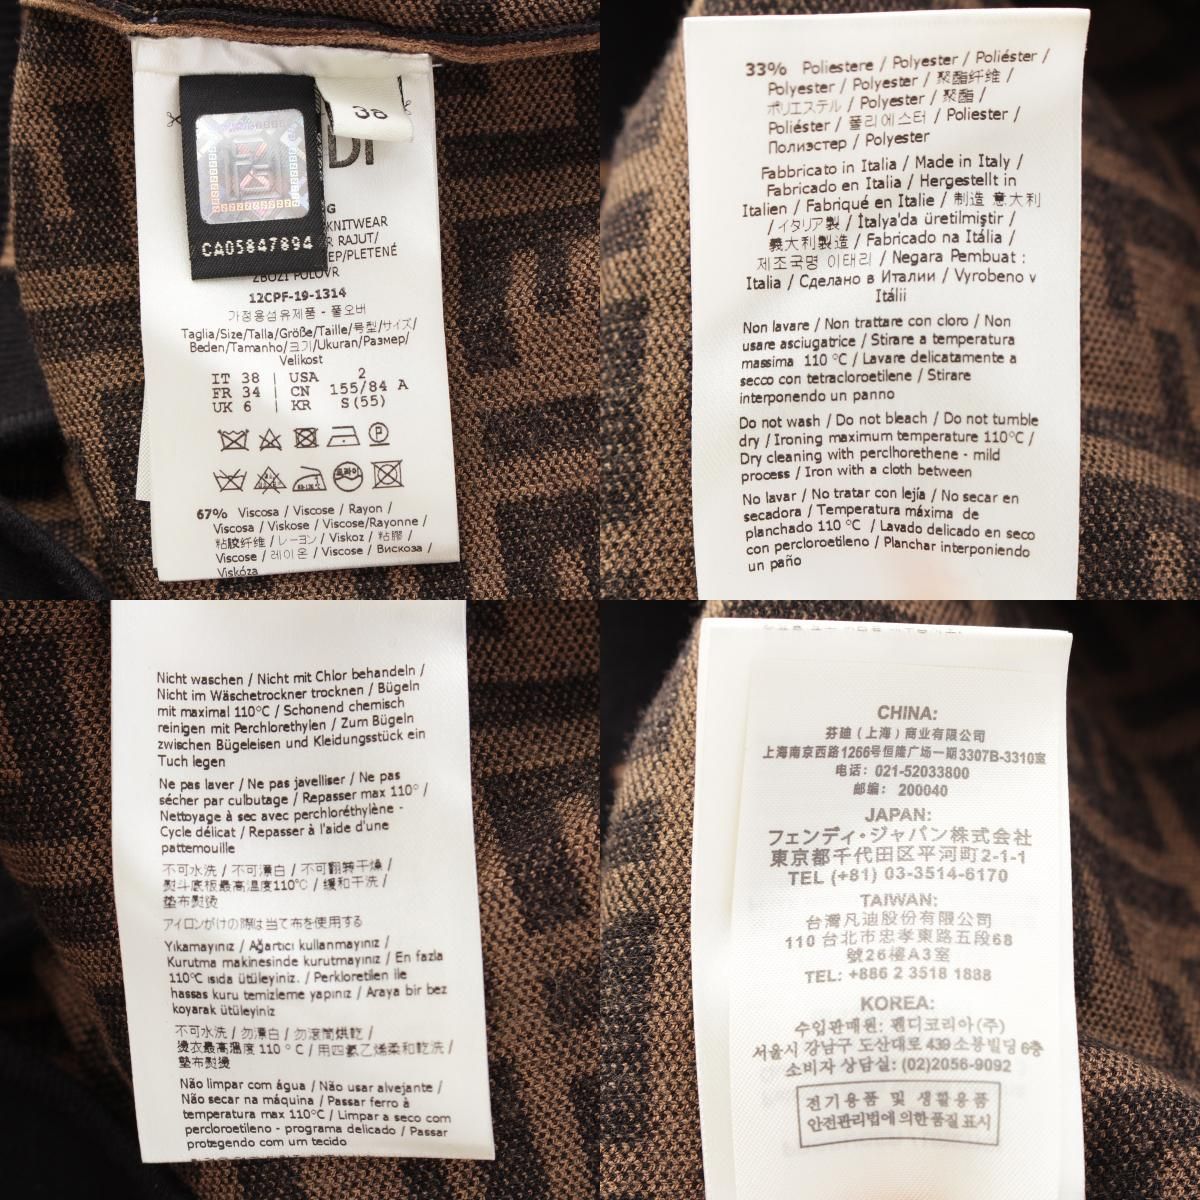 38
DI
CA05847894
G
KNITWEAR
R RAJUT/
EP/PLETENÉ
ZBOŽÍ POLOVR
12CPF-19-1314
가정용섬유제품 - 풀오버
Taglia/Size/Talla/Größe/Taille/号型/サイズ/
Beden/Tamanho/크기/Ukuran/Размер/
Velikost
IT 38 | USA 2
FR 34 | CN 155/84 A
UK 6 | KR S(55)
67% Viscosa / Viscose / Rayon /
Viscosa / Viskose / Viscose/Rayonne /
粘胶纤维 / レーヨン / Viskoz / 粘膠 /
Viscose / 레이온 / Viscose / Вискоза /
Viskóza
33% Poliestere / Polyester / Poliéster /
Polyester / Polyester / 聚酯纤维 /
ポリエステル / Polyester / 聚酯 /
Poliéster / 폴리에스터 / Poliester /
Полиэстер / Polyester
Fabbricato in Italia / Made in Italy /
Fabricado en Italia / Hergestellt in
Italien / Fabriqué en Italie / 制造 意大利
/ イタリア製 / İtalya'da üretilmiştir /
義大利製造 / Fabricado na Itália /
제조국명 이태리 / Negara Pembuat :
Italia / Сделано в Италии / Vyrobeno v
Itálii
Non lavare / Non trattare con cloro / Non
usare asciugatrice / Stirare a temperatura
massima 110 °C / Lavare delicatamente a
secco con tetracloroetilene / Stirare
interponendo un panno
Do not wash / Do not bleach / Do not tumble
dry / Ironing maximum temperature 110°C /
Dry cleaning with perclhorethene - mild
process / Iron with a cloth between
No lavar / No tratar con lejía / No secar en
secadora / Temperatura máxima de
planchado 110 °C / Lavado delicado en seco
con percloroetileno / Planchar interponiendo
un paño
Nicht waschen / Nicht mit Chlor behandeln /
Nicht im Wäschetrockner trocknen / Bügeln
mit maximal 110°C / Schonend chemisch
reinigen mit Perchlorethylen / Zum Bügeln
zwischen Bügeleisen und Kleidungsstück ein
Tuch legen
Ne pas laver / Ne pas javelliser / Ne pas
sécher par culbutage / Repasser max 110° /
Nettoyage à sec avec perchloréthylène -
Cycle délicat / Repasser à l'aide d'une
pattemouille
不可水洗 / 不可漂白 / 不可翻转干燥 /
熨斗底板最高温度110°C / 缓和干洗 /
垫布熨烫
アイロンがけの際は当て布を使用する
Yıkamayınız / Ağartıcı kullanmayınız /
Kurutma makinesinde kurutmayınız / En fazla
110°C ısıda ütüleyiniz. / Perkloretilen ile
hassas kuru temizleme yapınız / Araya bir bez
koyarak ütüleyiniz
不可水洗 / 勿漂白 / 勿滾筒烘乾 /
燙衣最高溫度 110 °C / 用四氯乙烯柔和乾洗 /
墊布熨燙
Não limpar com água / Não usar alvejante /
Não secar na máquina / Passar ferro à
temperatura max 110°C / Limpar a seco com
percloroetileno - programa delicado / Passar
protegendo com um tecido
CHINA:
芬迪（上海）商业有限公司
上海南京西路1266号恒隆广场一期3307B-3310室
电话： 021-52033800
邮编： 200040
JAPAN:
フェンディ・ジャパン株式会社
東京都千代田区平河町2-1-1
TEL (+81) 03-3514-6170
TAIWAN:
台灣凡迪股份有限公司
110 台北市忠孝東路五段68
號26樓A3室
TEL: +886 2 3518 1888
KOREA:
수입판매원: 펜디코리아(주)
서울시 강남구 도산대로 439 소봉빌딩 6층
소비자 상담실: (02)2056-9092
전기용품 및 생활용품
안전관리법에 의한 품질표시